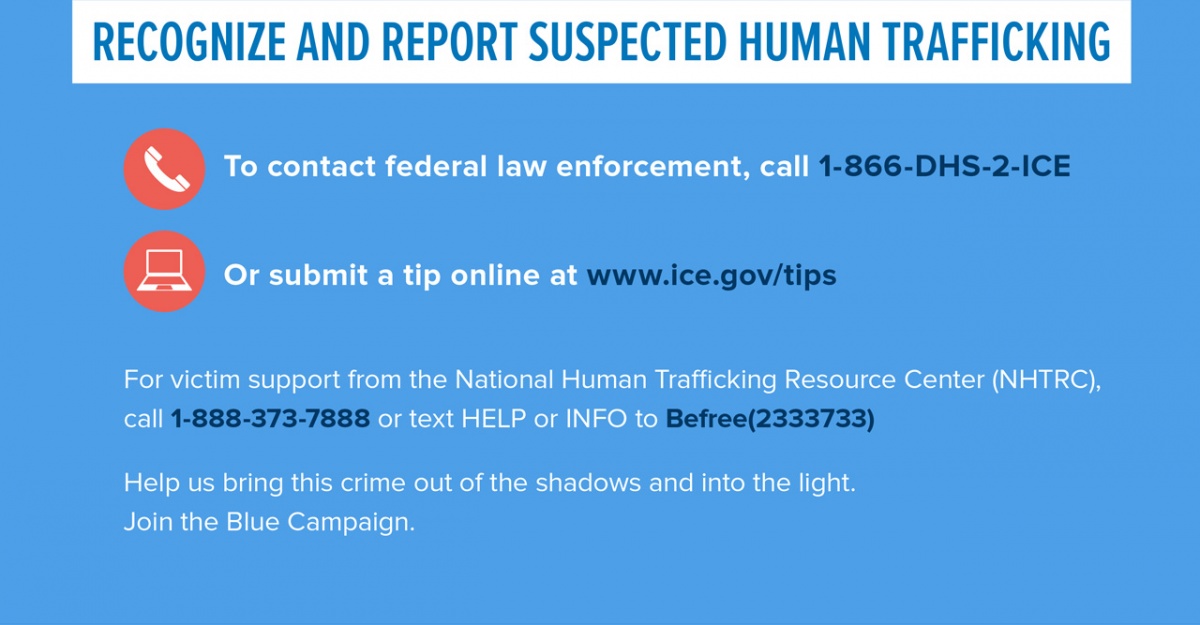 RECOGNIZE AND REPORT SUSPECTED HUMAN TRAFFICKING
To contact federal law enforcement, call 1-866-DHS-2-ICE
Or submit a tip online at www.ice.gov/tips
For victim support from the National Human Trafficking Resource Center (NHTRC),
call 1-888-373-7888 or text HELP or INFO to Befree(2333733)
Help us bring this crime out of the shadows and into the light.
Join the Blue Campaign.